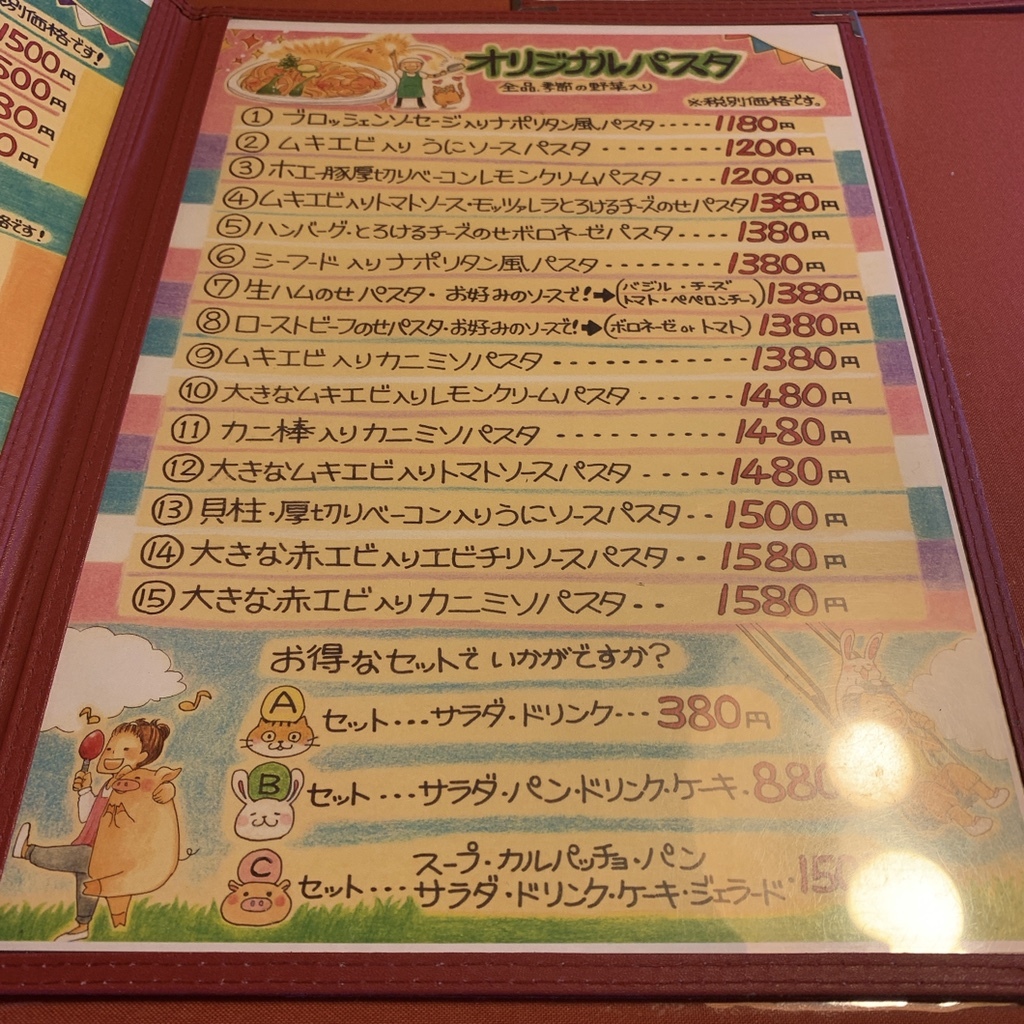 格です!
1500円
500円
80円
0円
格です!
オリジナルパスタ
全品、季節の野菜入り
※税別価格です。
① ブロッシェンソーセージ入りナポリタン風パスタ‥‥1180円
② ムキエビ入り うにソースパスタ‥‥1200円
③ ホエー豚厚切りベーコンレモンクリームパスタ‥‥1200円
④ ムキエビ入りトマトソース・モッツァレラとろけるチーズのせパスタ 1380円
⑤ ハンバーグ・とろけるチーズのせボロネーゼパスタ‥‥1380円
⑥ シーフード入りナポリタン風パスタ‥‥1380円
⑦ 生ハムのせパスタ・お好みのソースで!➡(バジル・チーズ トマト・ペペロンチー) 1380円
⑧ ローストビーフのせパスタ・お好みのソースで!➡(ボロネーゼ or トマト) 1380円
⑨ ムキエビ入りカニミソパスタ‥‥‥‥‥1380円
⑩ 大きなムキエビ入りレモンクリームパスタ‥‥‥1480円
⑪ カニ棒入りカニミソパスタ‥‥‥‥‥1480円
⑫ 大きなムキエビ入りトマトソースパスタ‥‥‥1480円
⑬ 貝柱・厚切りベーコン入りうにソースパスタ‥1500円
⑭ 大きな赤エビ入りエビチリソースパスタ‥1580円
⑮ 大きな赤エビ入りカニミソパスタ‥ 1580円
お得なセットでいかがですか?
A セット…サラダ・ドリンク…380円
B セット…サラダ・パン・ドリンク・ケーキ・880
C セット…スープ・カルパッチョ・パン
サラダ・ドリンク・ケーキ・ジェラード・